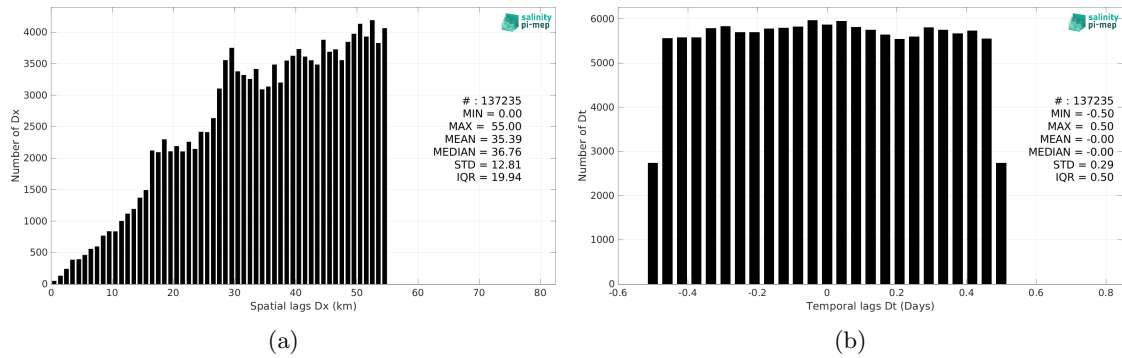 salinity
pi-mep
4000
3500
3000
2500
2000
1500
1000
500
0
Number of Dx
# : 137235
MIN = 0.00
MAX = 55.00
MEAN = 35.39
MEDIAN = 36.76
STD = 12.81
IQR = 19.94
0 10 20 30 40 50 60 70 80
Spatial lags Dx (km)
(a)
salinity
pi-mep
6000
5000
4000
3000
2000
1000
0
Number of Dt
# : 137235
MIN = -0.50
MAX = 0.50
MEAN = -0.00
MEDIAN = -0.00
STD = 0.29
IQR = 0.50
-0.6 -0.4 -0.2 0 0.2 0.4 0.6 0.8
Temporal lags Dt (Days)
(b)